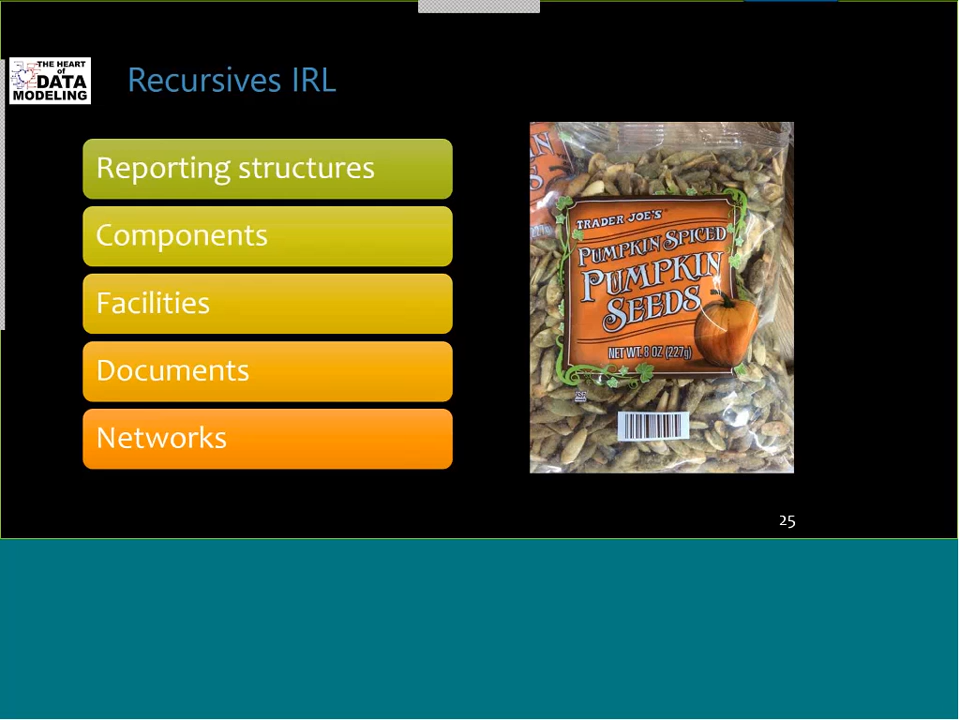 THE HEART
of
DATA
MODELING
Recursives IRL
Reporting structures
Components
Facilities
Documents
Networks
TRADER JOE'S
PUMPKIN SPICED
PUMPKIN
SEEDS
NET WT. 8 OZ (227g)
25